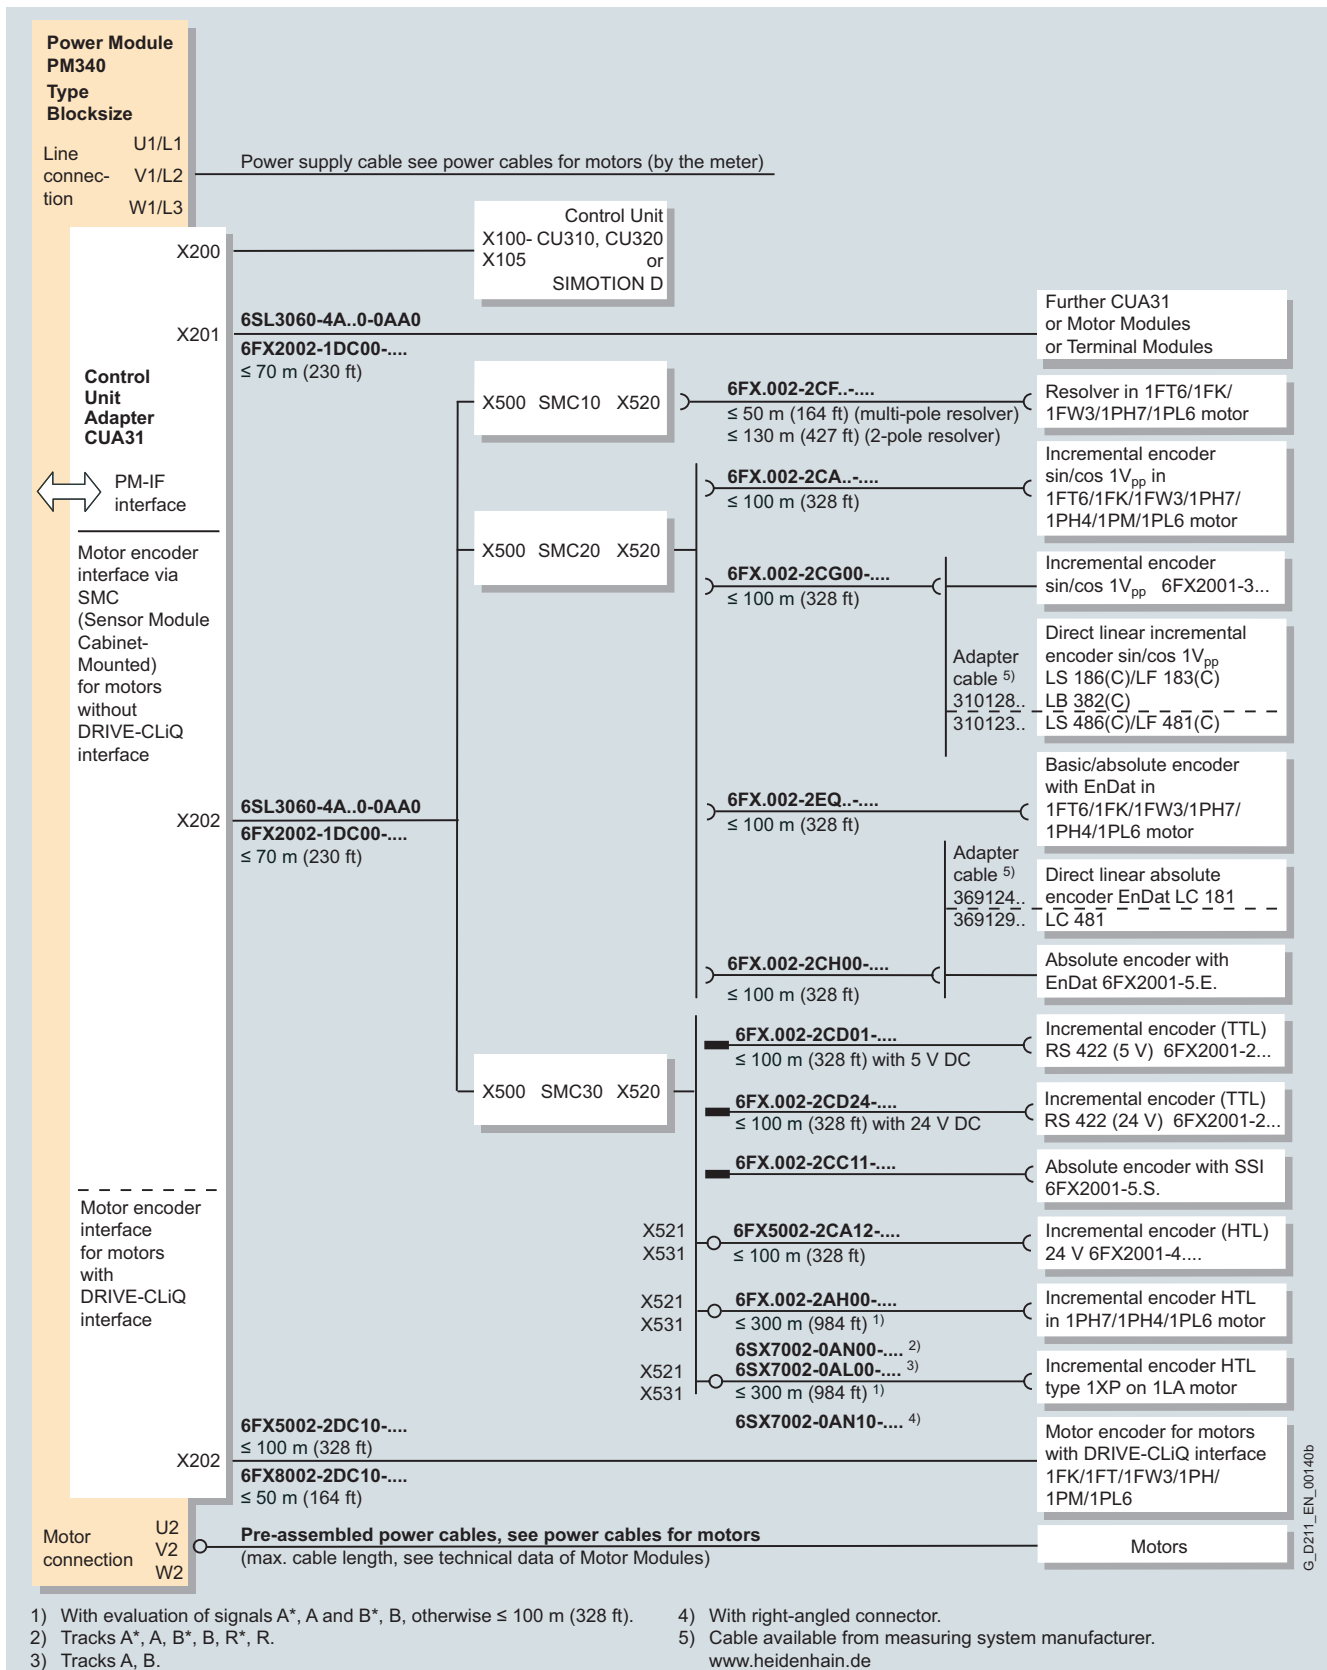 Power Module
PM340
Type
Blocksize
Line
connec-
tion
U1/L1
V1/L2
W1/L3
Power supply cable see power cables for motors (by the meter)
X200
Control Unit
X100- CU310, CU320
X105 or
SIMOTION D
X201
6SL3060-4A..0-0AA0
6FX2002-1DC00-....
≤ 70 m (230 ft)
Further CUA31
or Motor Modules
or Terminal Modules
Control
Unit
Adapter
CUA31
PM-IF
interface
X500 SMC10 X520
6FX.002-2CF..-....
≤ 50 m (164 ft) (multi-pole resolver)
≤ 130 m (427 ft) (2-pole resolver)
Resolver in 1FT6/1FK/
1FW3/1PH7/1PL6 motor
6FX.002-2CA..-....
≤ 100 m (328 ft)
Incremental encoder
sin/cos 1Vpp in
1FT6/1FK/1FW3/1PH7/
1PH4/1PM/1PL6 motor
Motor encoder
interface via
SMC
(Sensor Module
Cabinet-
Mounted)
for motors
without
DRIVE-CLiQ
interface
X500 SMC20 X520
6FX.002-2CG00-....
≤ 100 m (328 ft)
Incremental encoder
sin/cos 1Vpp 6FX2001-3...
Adapter
cable 5)
310128..
310123..
Direct linear incremental
encoder sin/cos 1Vpp
LS 186(C)/LF 183(C)
LB 382(C)
LS 486(C)/LF 481(C)
X202
6SL3060-4A..0-0AA0
6FX2002-1DC00-....
≤ 70 m (230 ft)
6FX.002-2EQ..-....
≤ 100 m (328 ft)
Basic/absolute encoder
with EnDat in
1FT6/1FK/1FW3/1PH7/
1PH4/1PL6 motor
Adapter
cable 5)
369124..
369129..
Direct linear absolute
encoder EnDat LC 181
LC 481
6FX.002-2CH00-....
≤ 100 m (328 ft)
Absolute encoder with
EnDat 6FX2001-5.E.
X500 SMC30 X520
6FX.002-2CD01-....
≤ 100 m (328 ft) with 5 V DC
Incremental encoder (TTL)
RS 422 (5 V) 6FX2001-2...
6FX.002-2CD24-....
≤ 100 m (328 ft) with 24 V DC
Incremental encoder (TTL)
RS 422 (24 V) 6FX2001-2...
6FX.002-2CC11-....
Absolute encoder with SSI
6FX2001-5.S.
Motor encoder
interface
for motors
with
DRIVE-CLiQ
interface
X521
X531
6FX5002-2CA12-....
≤ 100 m (328 ft)
Incremental encoder (HTL)
24 V 6FX2001-4....
X521
X531
6FX.002-2AH00-....
≤ 300 m (984 ft) 1)
Incremental encoder HTL
in 1PH7/1PH4/1PL6 motor
X521
X531
6SX7002-0AN00-.... 2)
6SX7002-0AL00-.... 3)
≤ 300 m (984 ft) 1)
6SX7002-0AN10-.... 4)
Incremental encoder HTL
type 1XP on 1LA motor
X202
6FX5002-2DC10-....
≤ 100 m (328 ft)
6FX8002-2DC10-....
≤ 50 m (164 ft)
Motor encoder for motors
with DRIVE-CLiQ interface
1FK/1FT/1FW3/1PH/
1PM/1PL6
Motor
connection
U2
V2
W2
Pre-assembled power cables, see power cables for motors
(max. cable length, see technical data of Motor Modules)
Motors
G_D211_EN_00140b
1) With evaluation of signals A*, A and B*, B, otherwise ≤ 100 m (328 ft).
2) Tracks A*, A, B*, B, R*, R.
3) Tracks A, B.
4) With right-angled connector.
5) Cable available from measuring system manufacturer.
www.heidenhain.de